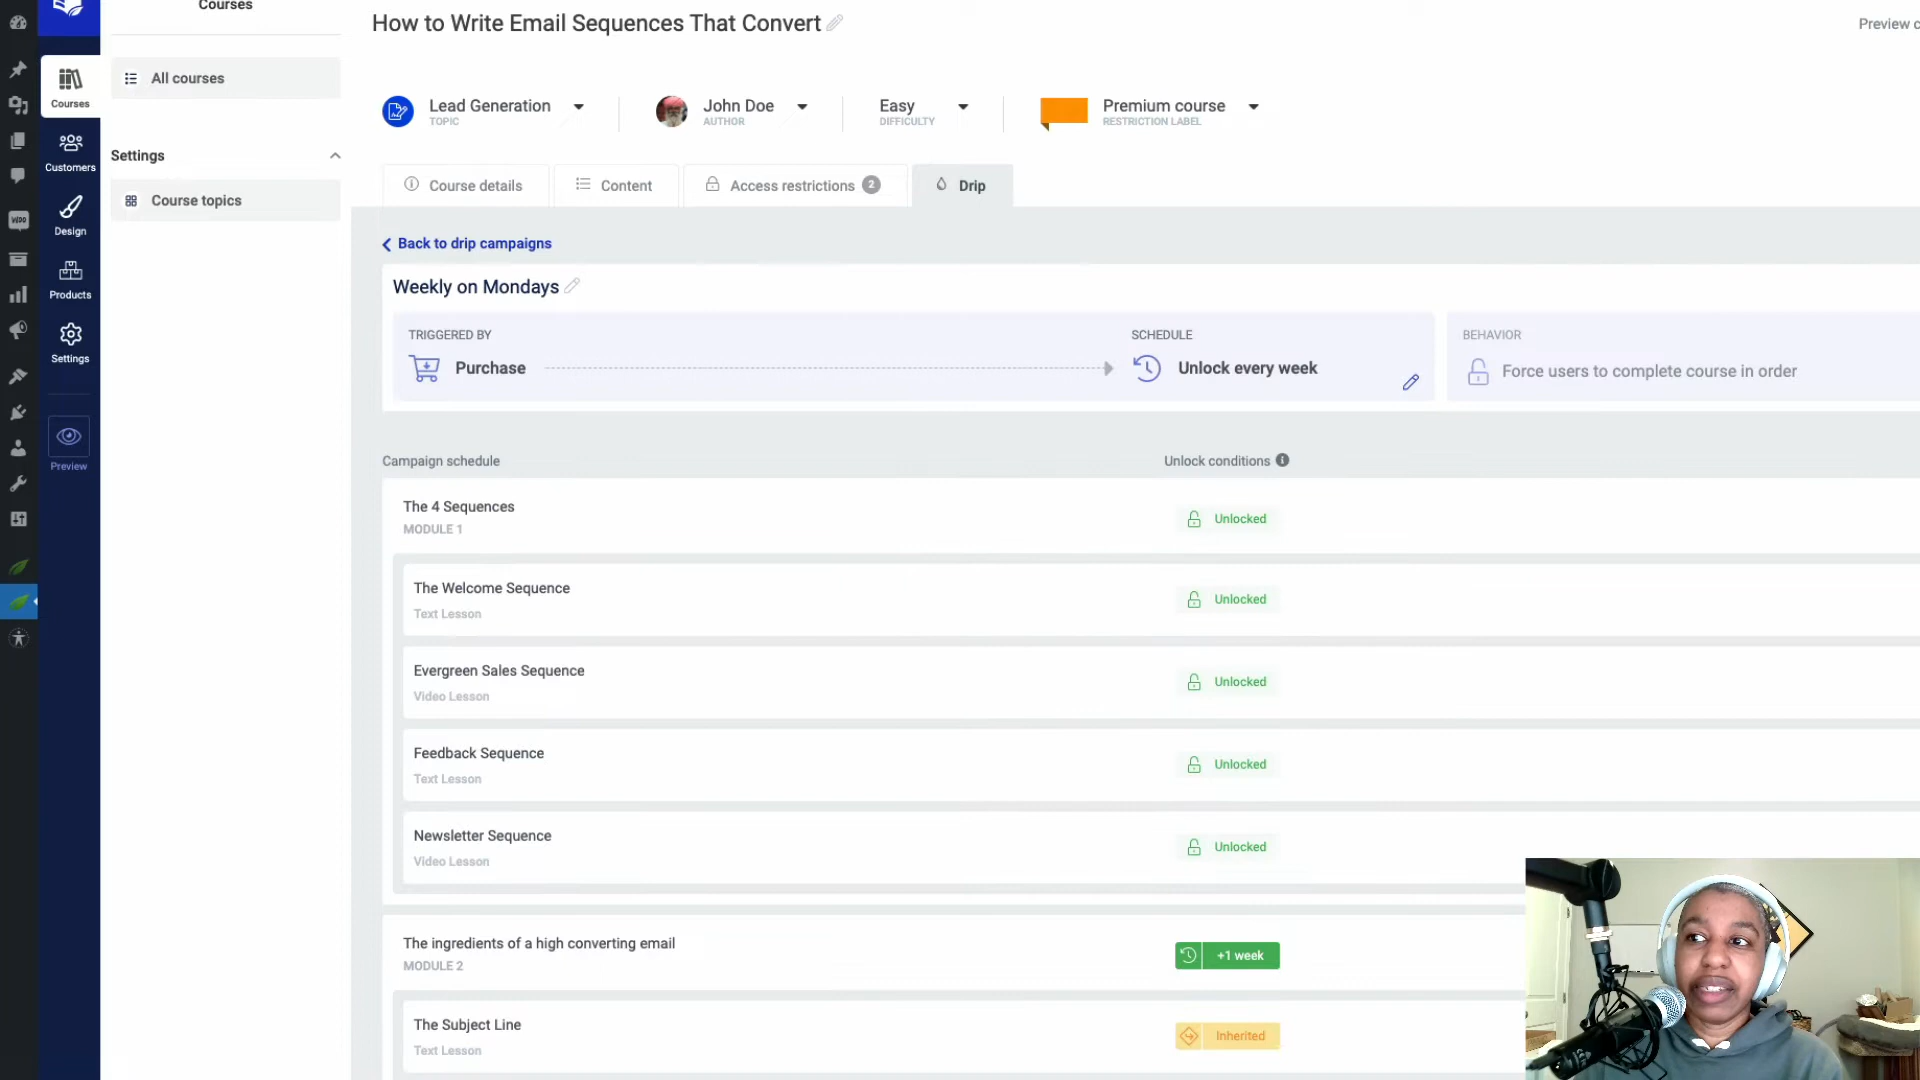 Courses
How to Write Email Sequences That Convert
Preview c
All courses
Courses
Lead Generation
TOPIC
John Doe
AUTHOR
Easy
DIFFICULTY
Premium course
RESTRICTION LABEL
Customers
Settings
Course details
Content
Access restrictions 2
Drip
Course topics
Design
Back to drip campaigns
Products
Weekly on Mondays
TRIGGERED BY
SCHEDULE
BEHAVIOR
Settings
Purchase
Unlock every week
Force users to complete course in order
Preview
Campaign schedule
Unlock conditions
The 4 Sequences
MODULE 1
Unlocked
The Welcome Sequence
Text Lesson
Unlocked
Evergreen Sales Sequence
Video Lesson
Unlocked
Feedback Sequence
Text Lesson
Unlocked
Newsletter Sequence
Video Lesson
Unlocked
The ingredients of a high converting email
MODULE 2
+1 week
The Subject Line
Text Lesson
Inherited